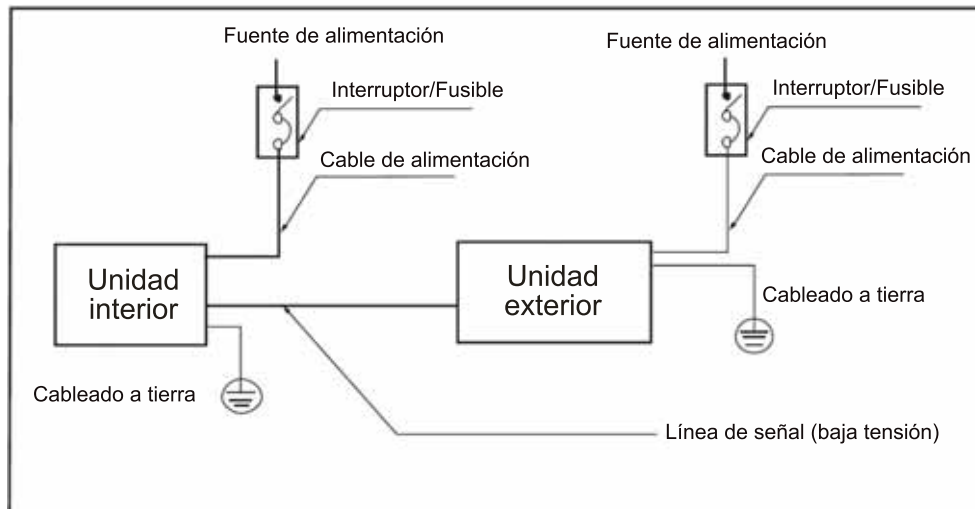 Fuente de alimentación
Interruptor/Fusible
Cable de alimentación
Fuente de alimentación
Interruptor/Fusible
Cable de alimentación
Unidad
interior
Unidad
exterior
Cableado a tierra
Cableado a tierra
Línea de señal (baja tensión)